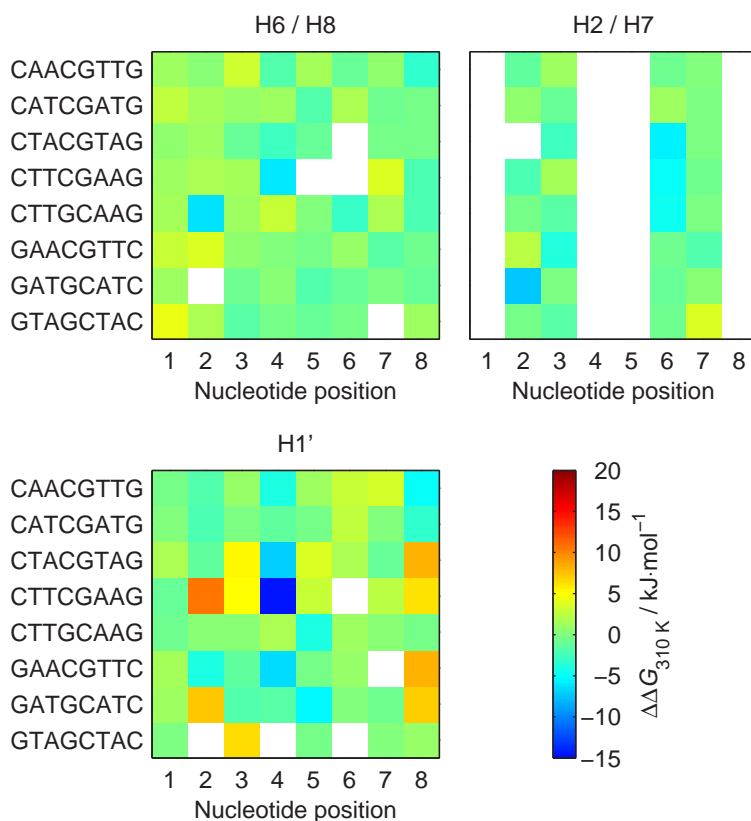 H6 / H8
H2 / H7
CAACGTTG
CATCGATG
CTACGTAG
CTTCGAAG
CTTGCAAG
GAACGTTC
GATGCATC
GTAGCTAC
1 2 3 4 5 6 7 8
1 2 3 4 5 6 7 8
Nucleotide position
Nucleotide position
H1’
CAACGTTG
CATCGATG
CTACGTAG
CTTCGAAG
CTTGCAAG
GAACGTTC
GATGCATC
GTAGCTAC
1 2 3 4 5 6 7 8
Nucleotide position
20
15
10
5
0
−5
−10
−15
ΔΔG310 K / kJ·mol−1